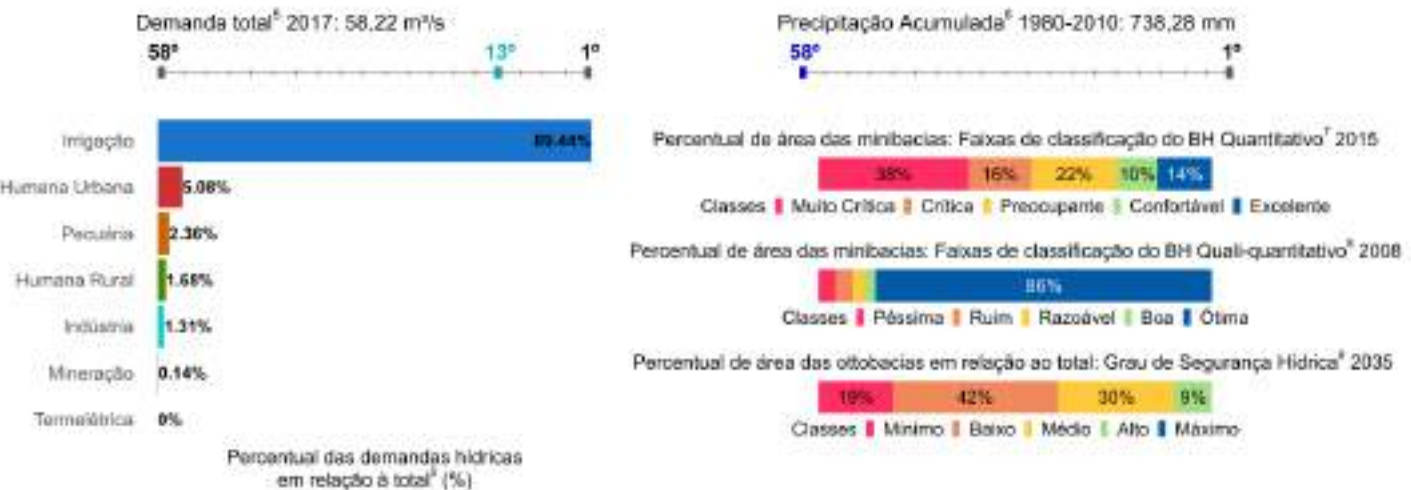 Demanda total⁵ 2017: 58,22 m³/s
58º 13º 1º
Irrigação 89.44%
Humana Urbana 5.08%
Pecuária 2.36%
Humana Rural 1.68%
Indústria 1.31%
Mineração 0.14%
Termelétrica 0%
Percentual das demandas hídricas
em relação à total⁵ (%)
Precipitação Acumulada⁶ 1980-2010: 738,28 mm
58º 1º
Percentual de área das minibacias: Faixas de classificação do BH Quantitativo⁷ 2015
38% 16% 22% 10% 14%
Classes Muito Crítica Crítica Preocupante Confortável Excelente
Percentual de área das minibacias: Faixas de classificação do BH Quali-quantitativo⁸ 2008
86%
Classes Péssima Ruim Razoável Boa Ótima
Percentual de área das ottobacias em relação ao total: Grau de Segurança Hídrica 2035
19% 42% 30% 9%
Classes Mínimo Baixo Médio Alto Máximo